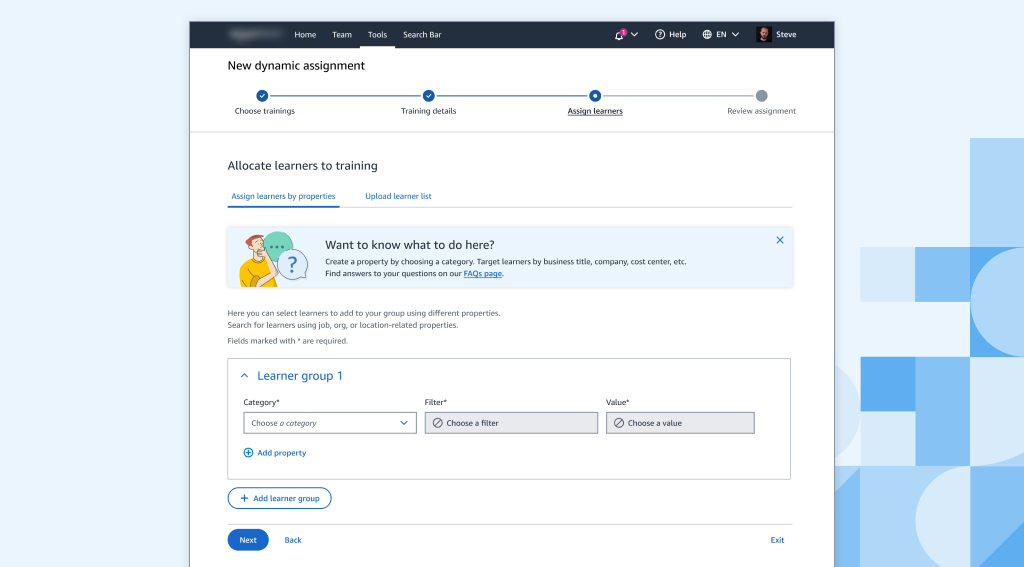 Home Team Tools Search Bar 1 Help EN Steve
New dynamic assignment
Choose trainings Training details Assign learners Review assignment
Allocate learners to training
Assign learners by properties Upload learner list
?
Want to know what to do here?
Create a property by choosing a category. Target learners by business title, company, cost center, etc.
Find answers to your questions on our FAQs page.
Here you can select learners to add to your group using different properties.
Search for learners using job, org, or location-related properties.
Fields marked with * are required.
Learner group 1
Category* Filter* Value*
Choose a category Choose a filter Choose a value
Add property
Add learner group
Next Back Exit